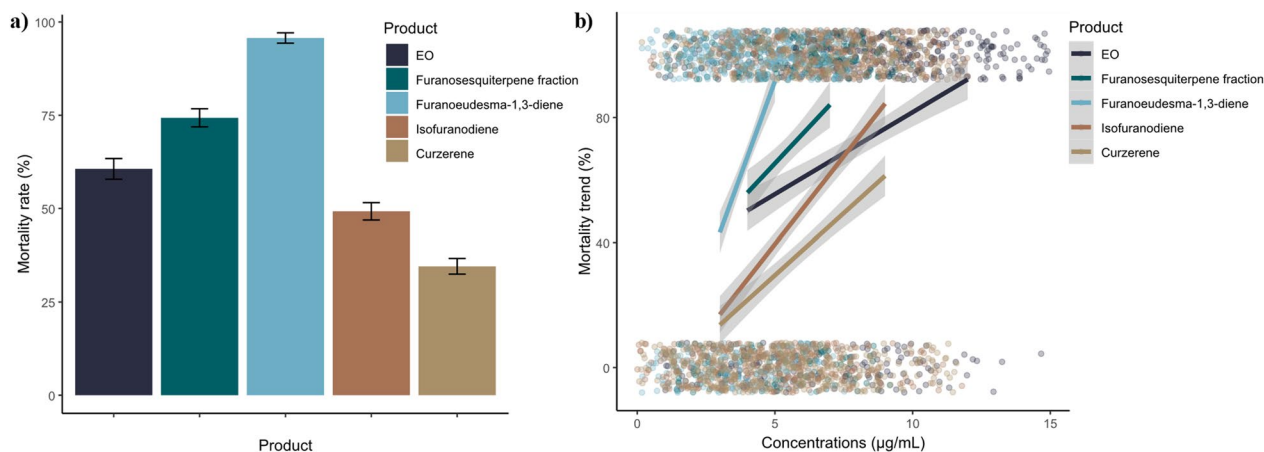 a)
Mortality rate (%)
100
75
50
25
0
Product
Product
EO
Furanosesquiterpene fraction
Furanoeudesma-1,3-diene
Isofuranodiene
Curzerene
b)
Mortality trend (%)
80
40
0
0
5
10
15
Concentrations (µg/mL)
Product
EO
Furanosesquiterpene fraction
Furanoeudesma-1,3-diene
Isofuranodiene
Curzerene